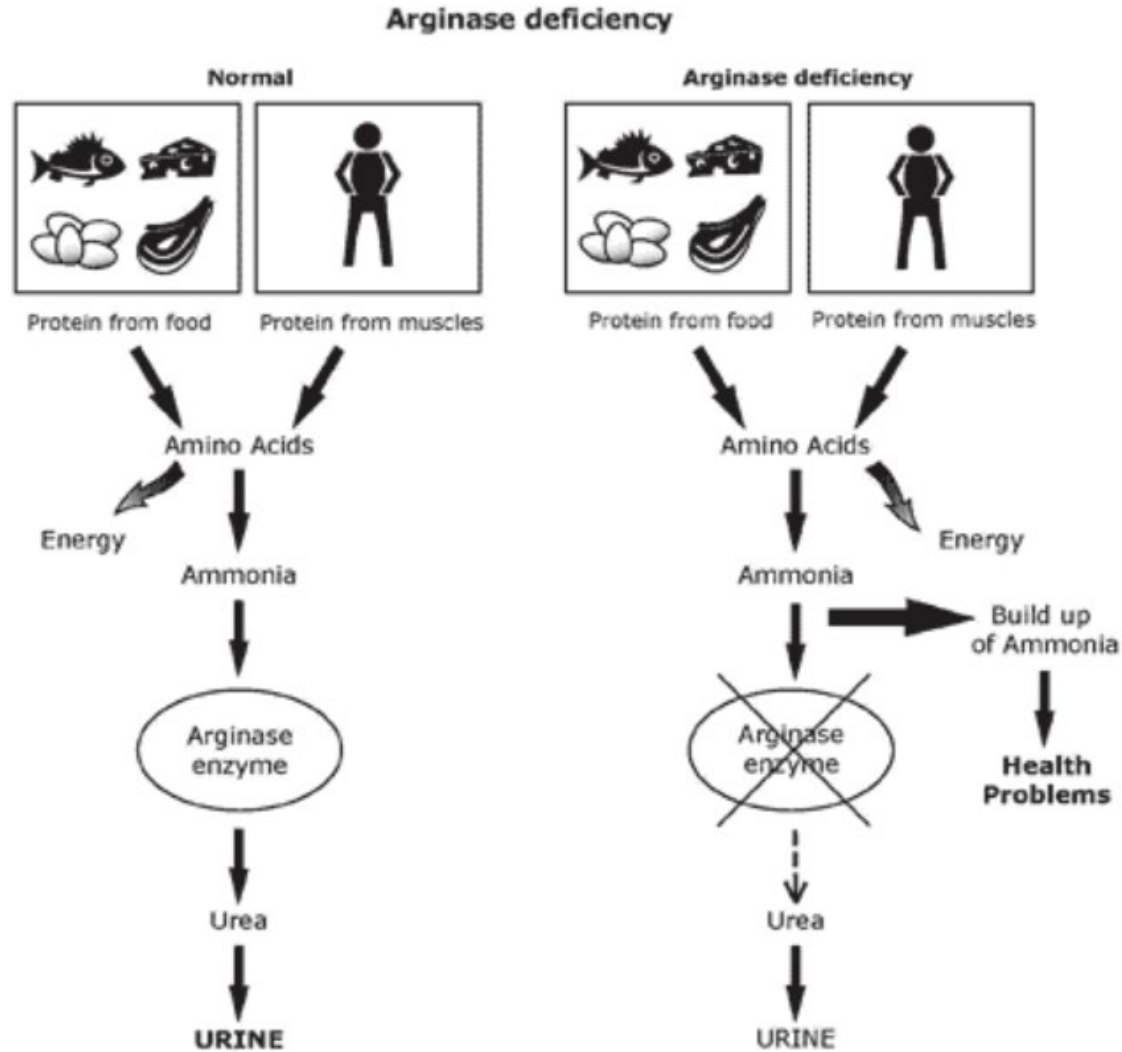 Arginase deficiency
Normal
Protein from food
Protein from muscles
Amino Acids
Energy
Ammonia
Arginase
enzyme
Urea
URINE
Arginase deficiency
Protein from food
Protein from muscles
Amino Acids
Energy
Ammonia
Build up
of Ammonia
Arginase
enzyme
Health
Problems
Urea
URINE